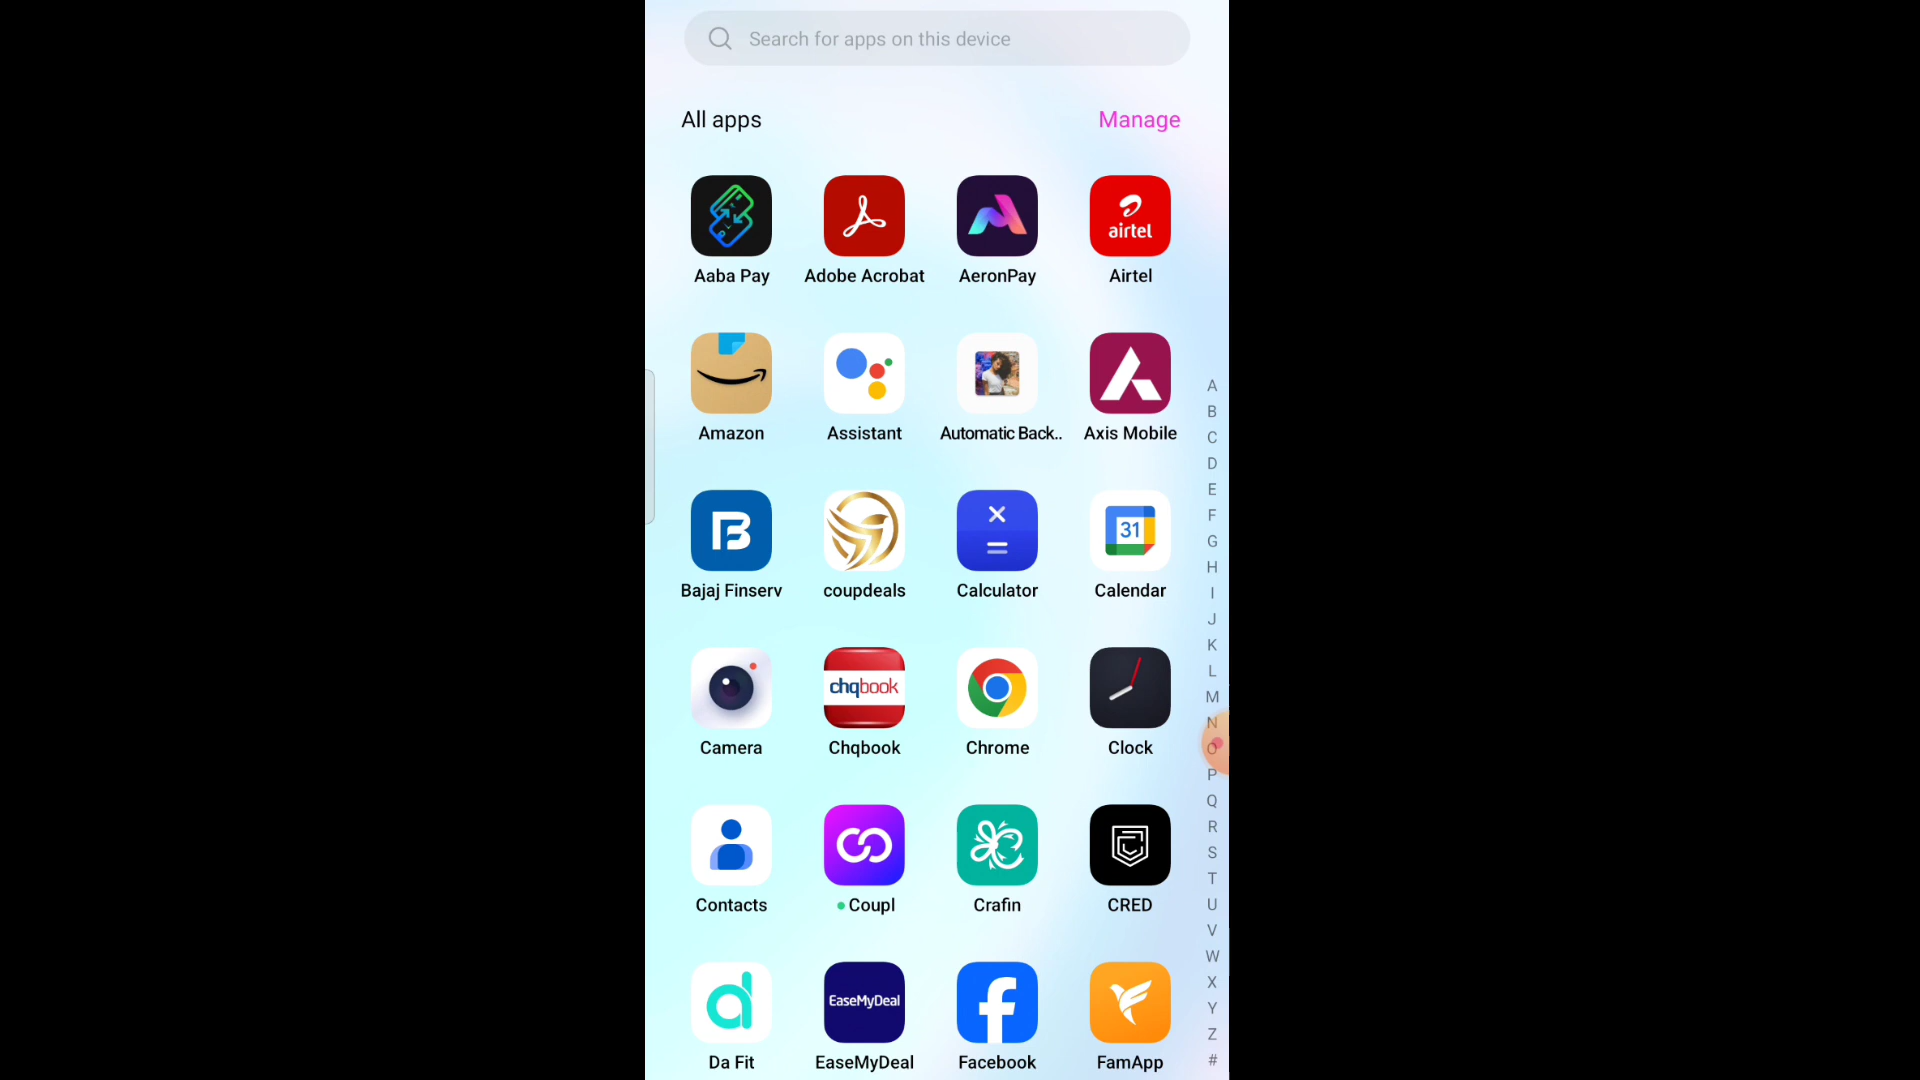 Search for apps on this device
All apps
Manage
airtel
Aaba Pay
Adobe Acrobat
AeronPay
Airtel
Amazon
Assistant
Automatic Back..
Axis Mobile
31
Bajaj Finserv
coupdeals
Calculator
Calendar
chqbook
Camera
Chqbook
Chrome
Clock
Contacts
Coupl
Crafin
CRED
EaseMyDeal
Da Fit
EaseMyDeal
Facebook
FamApp
A
B
C
D
E
F
G
H
I
J
K
L
M
N
O
P
Q
R
S
T
U
V
W
X
Y
Z
#